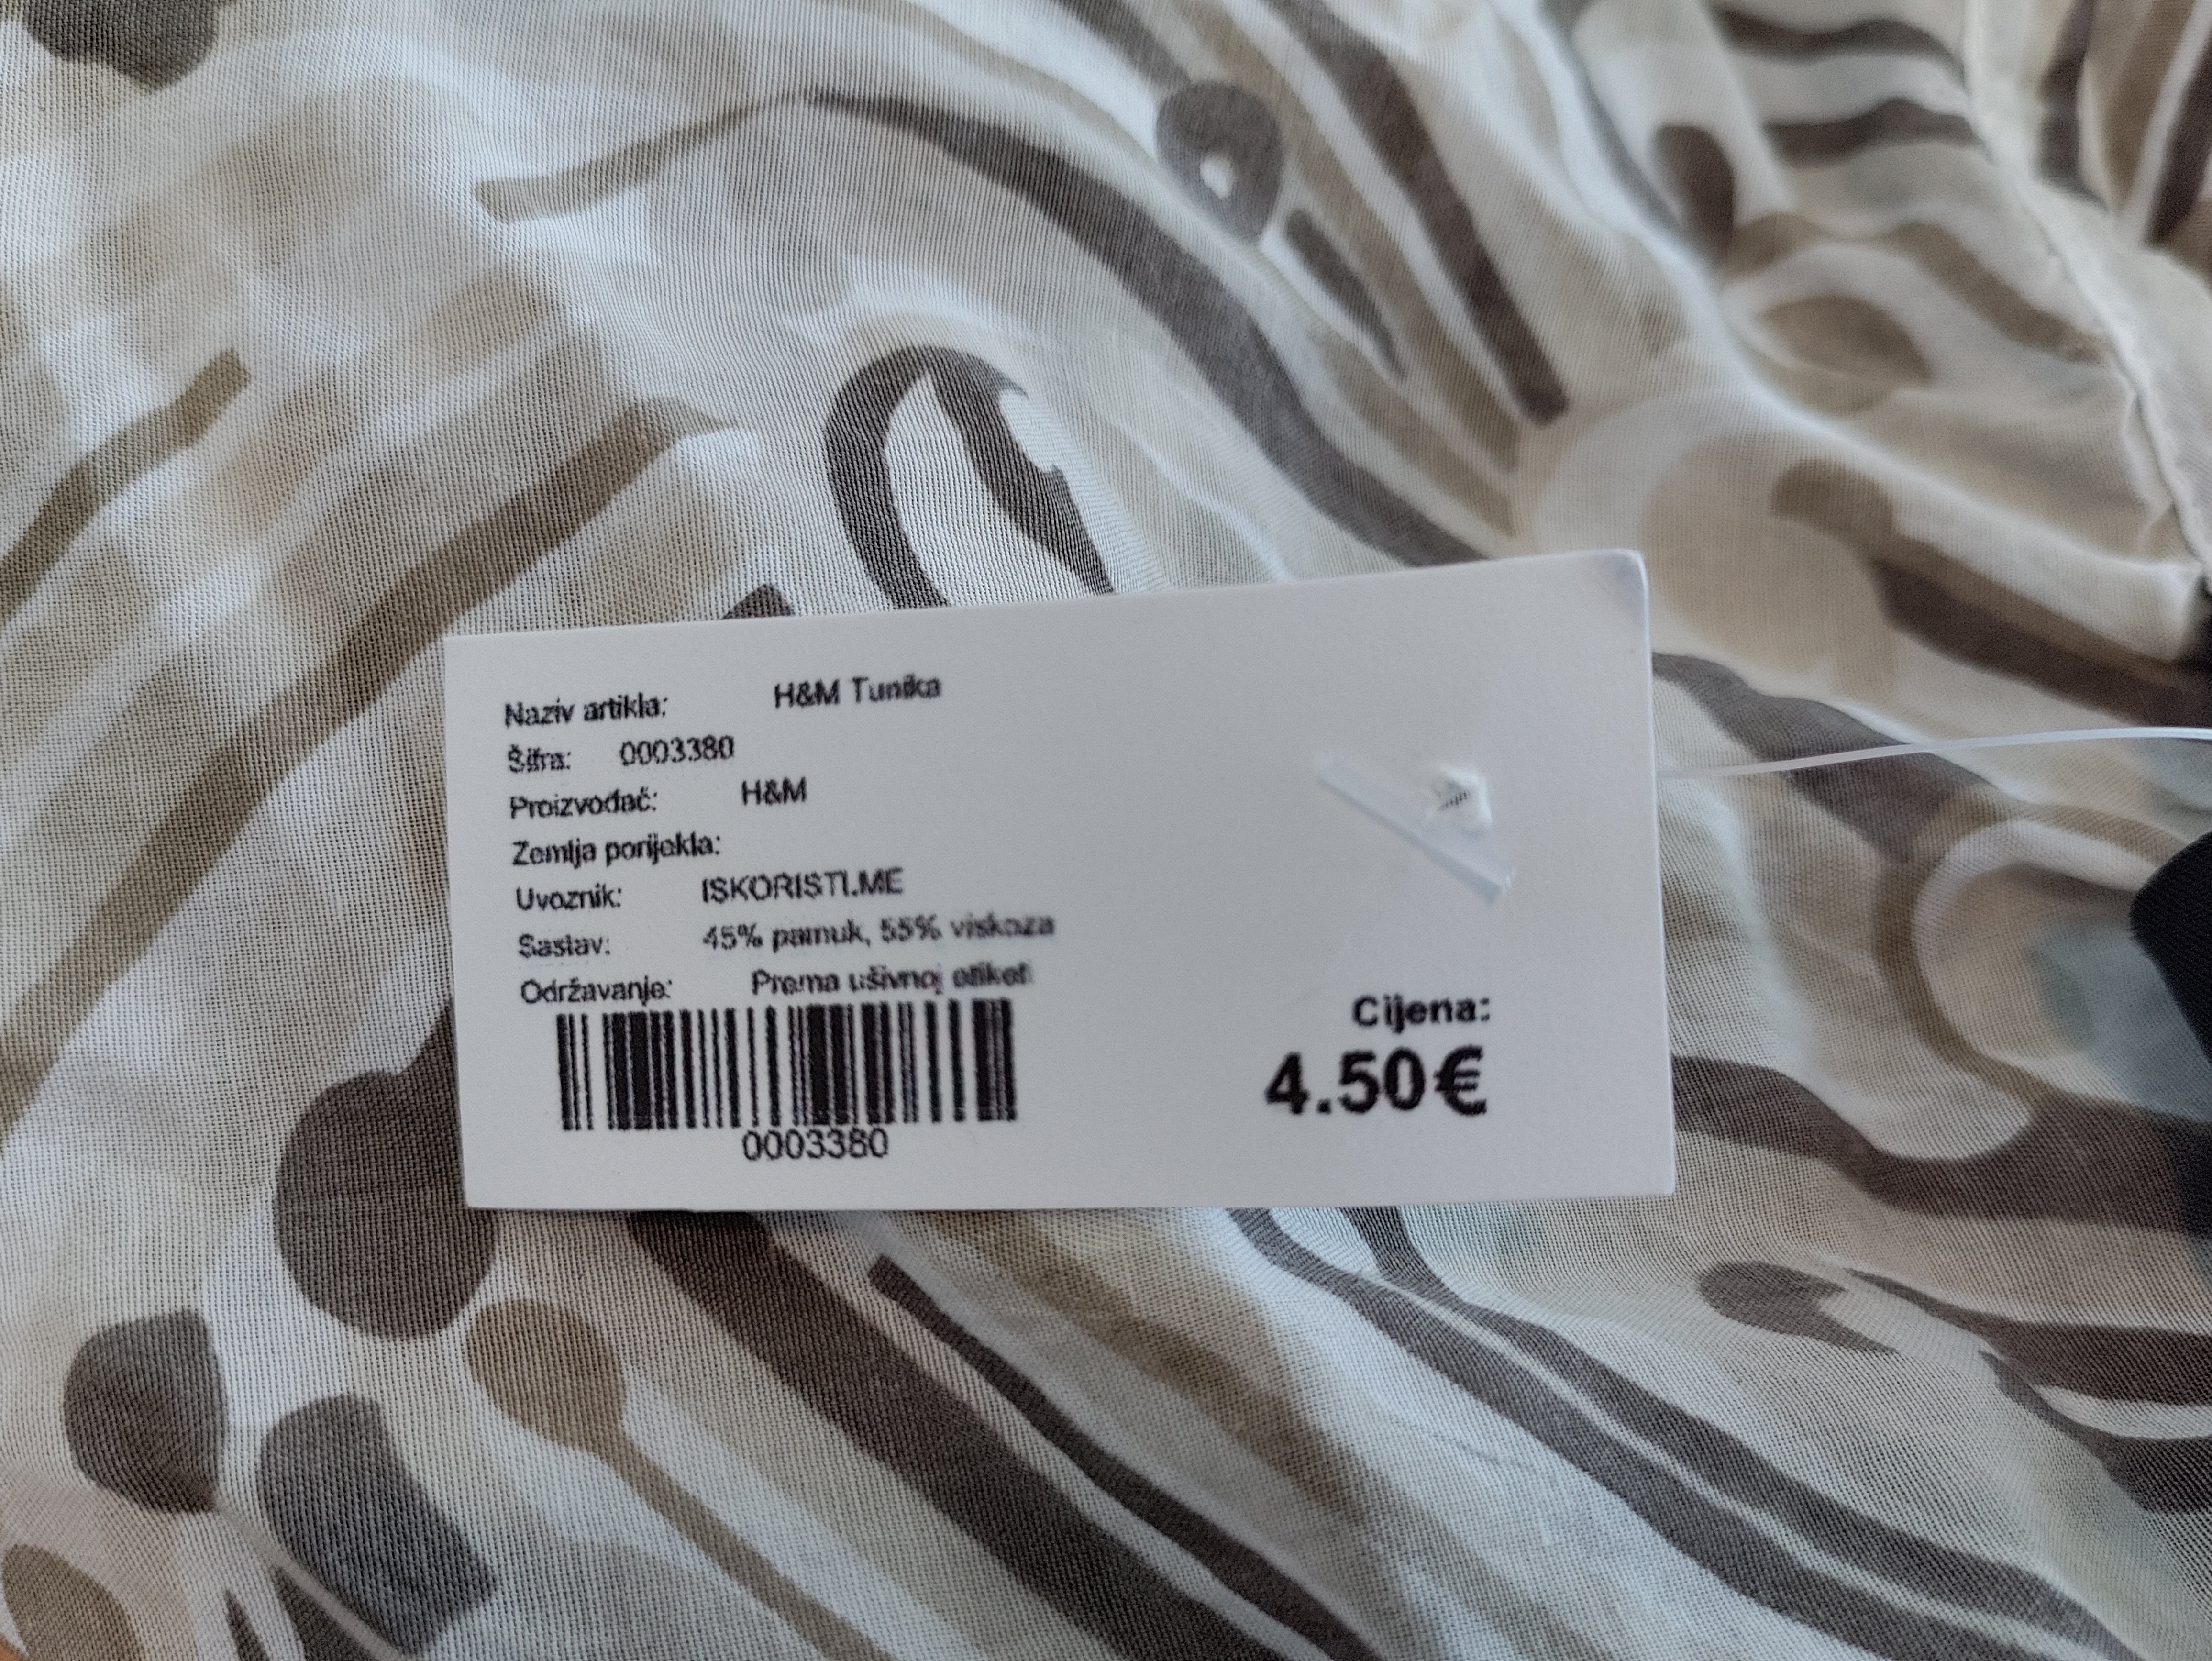 Naziv artikla: H&M Tunika
Šifra: 0003380
Proizvođač: H&M
Zemlja porijekla:
Uvoznik: ISKORISTI.ME
Sastav: 45% pamuk, 55% viskoza
Održavanje: Prema ušivnoj etiketi
0003380
Cijena:
4.50€